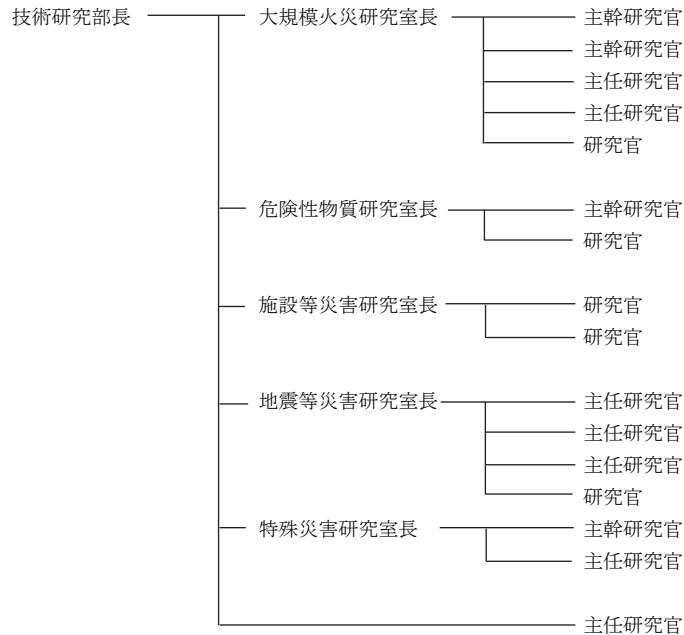 技術研究部長 大規模火災研究室長 主幹研究官
主幹研究官
主任研究官
主任研究官
研究官
危険性物質研究室長 主幹研究官
研究官
施設等災害研究室長 研究官
研究官
地震等災害研究室長 主任研究官
主任研究官
主任研究官
研究官
特殊災害研究室長 主幹研究官
主任研究官
主任研究官